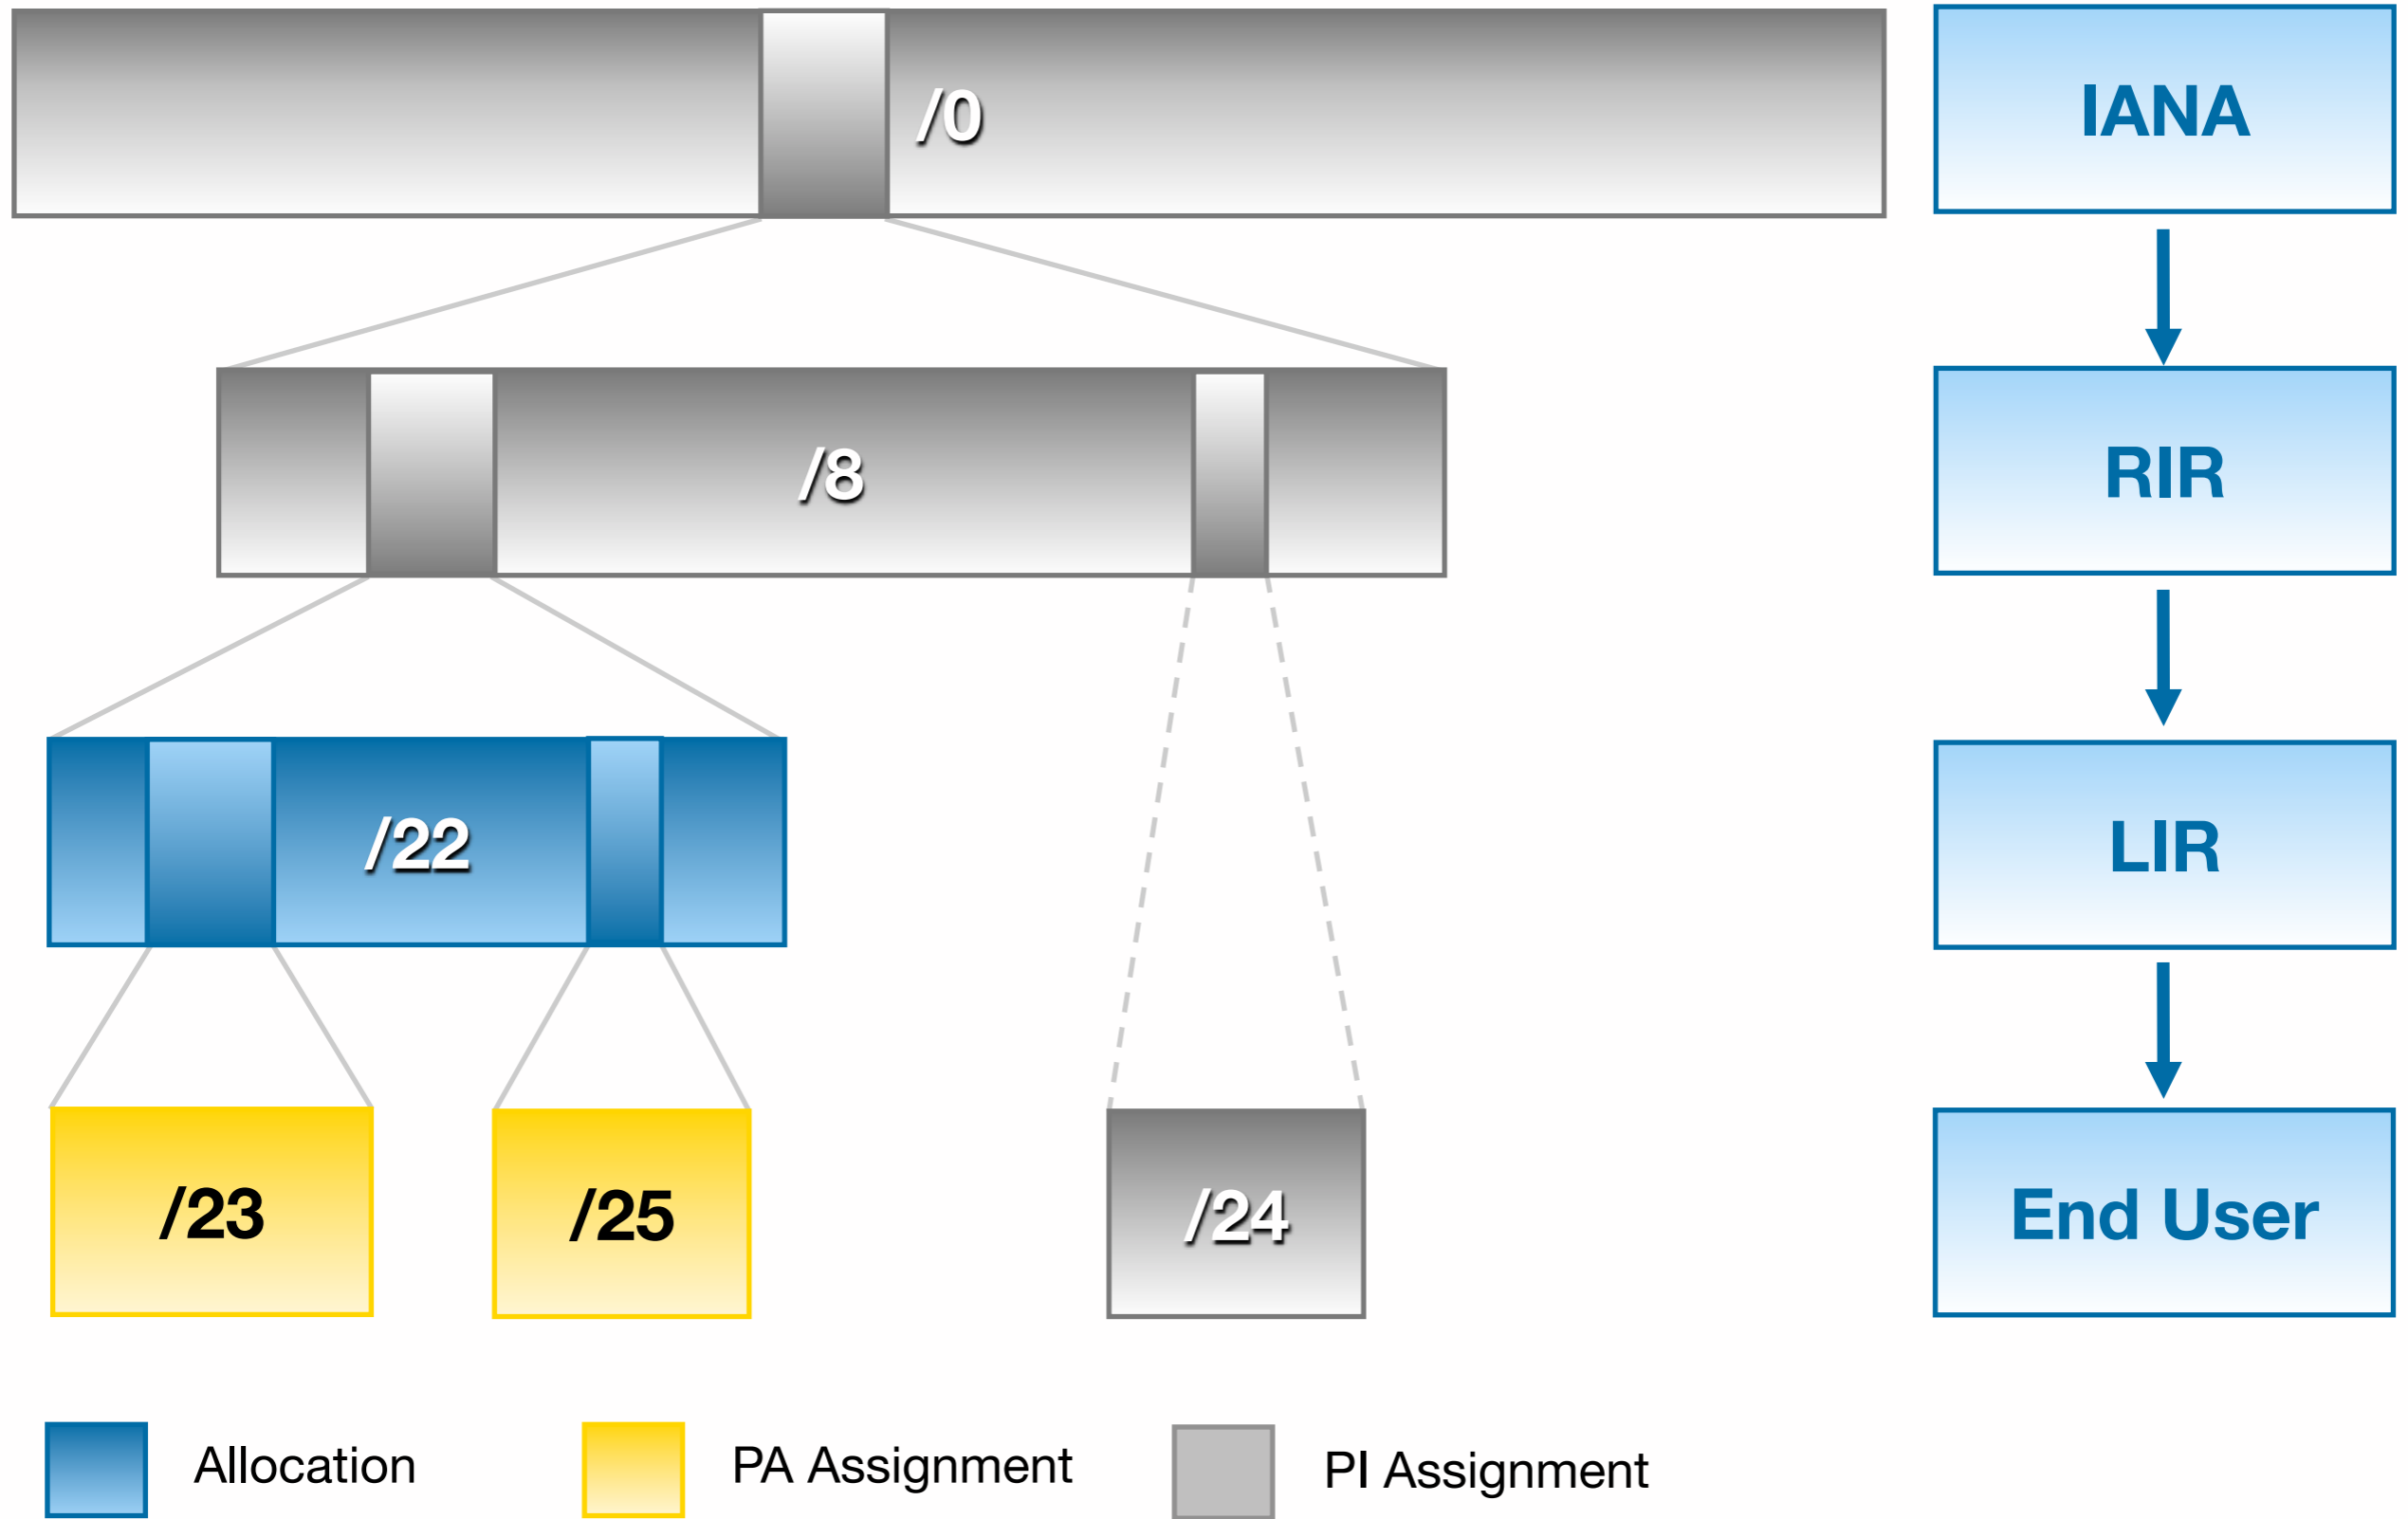 /0
IANA
/8
RIR
/22
LIR
/23
/25
/24
End User
Allocation
PA Assignment
PI Assignment